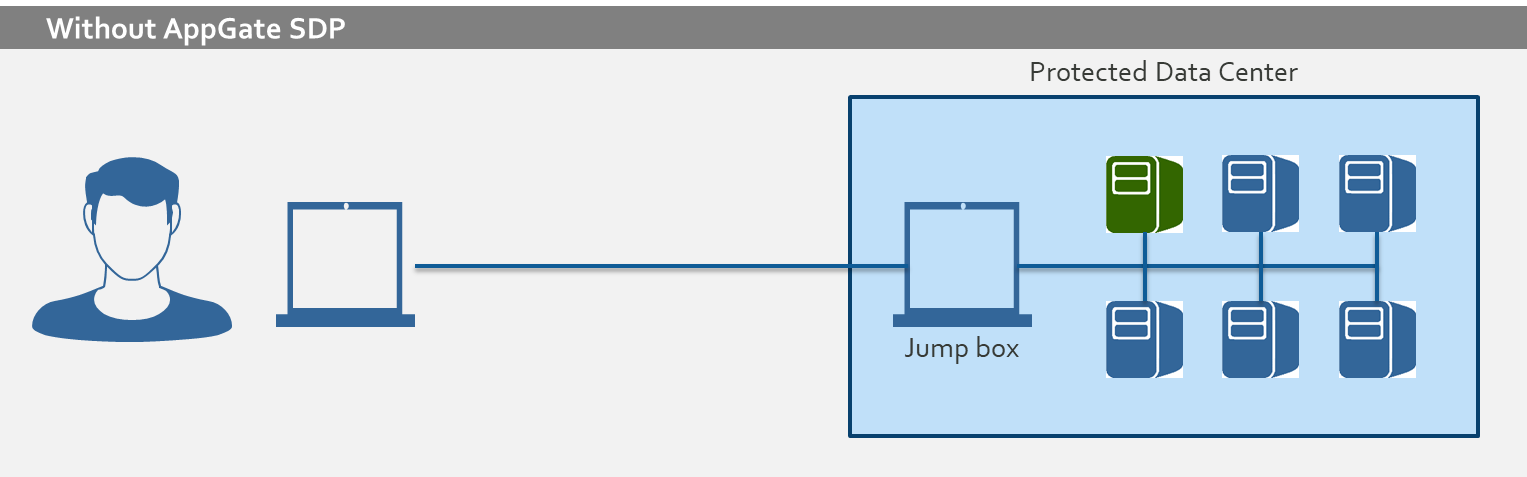 Without AppGate SDP
Protected Data Center
Jump box